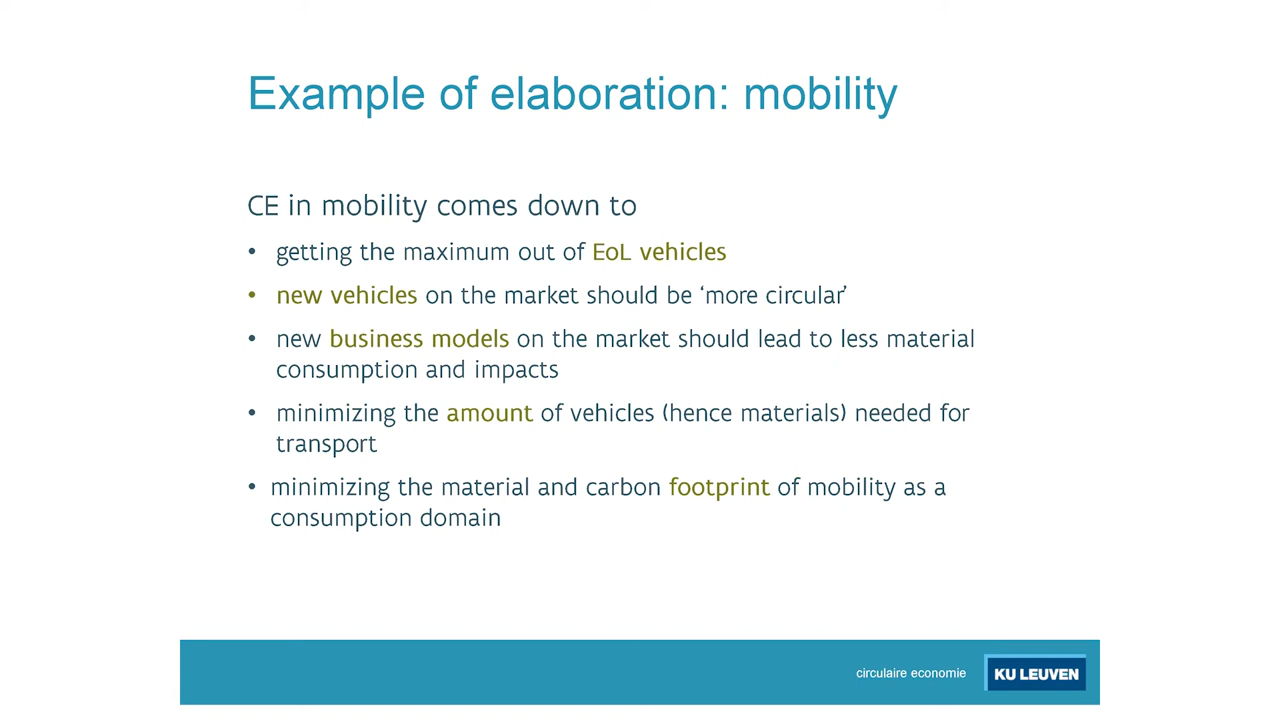 Example of elaboration: mobility
CE in mobility comes down to
• getting the maximum out of EoL vehicles
• new vehicles on the market should be ‘more circular’
• new business models on the market should lead to less material
consumption and impacts
• minimizing the amount of vehicles (hence materials) needed for
transport
• minimizing the material and carbon footprint of mobility as a
consumption domain
circulaire economie
KU LEUVEN